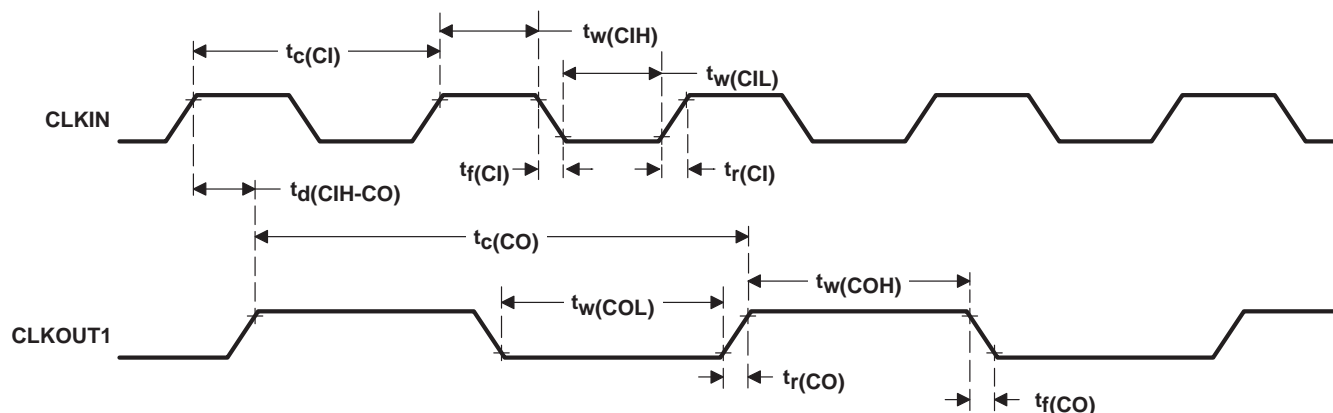 tw(CIH)
tc(CI)
tw(CIL)
CLKIN
tf(CI)
tr(CI)
td(CIH-CO)
tc(CO)
tw(COH)
tw(COL)
CLKOUT1
tr(CO)
tf(CO)